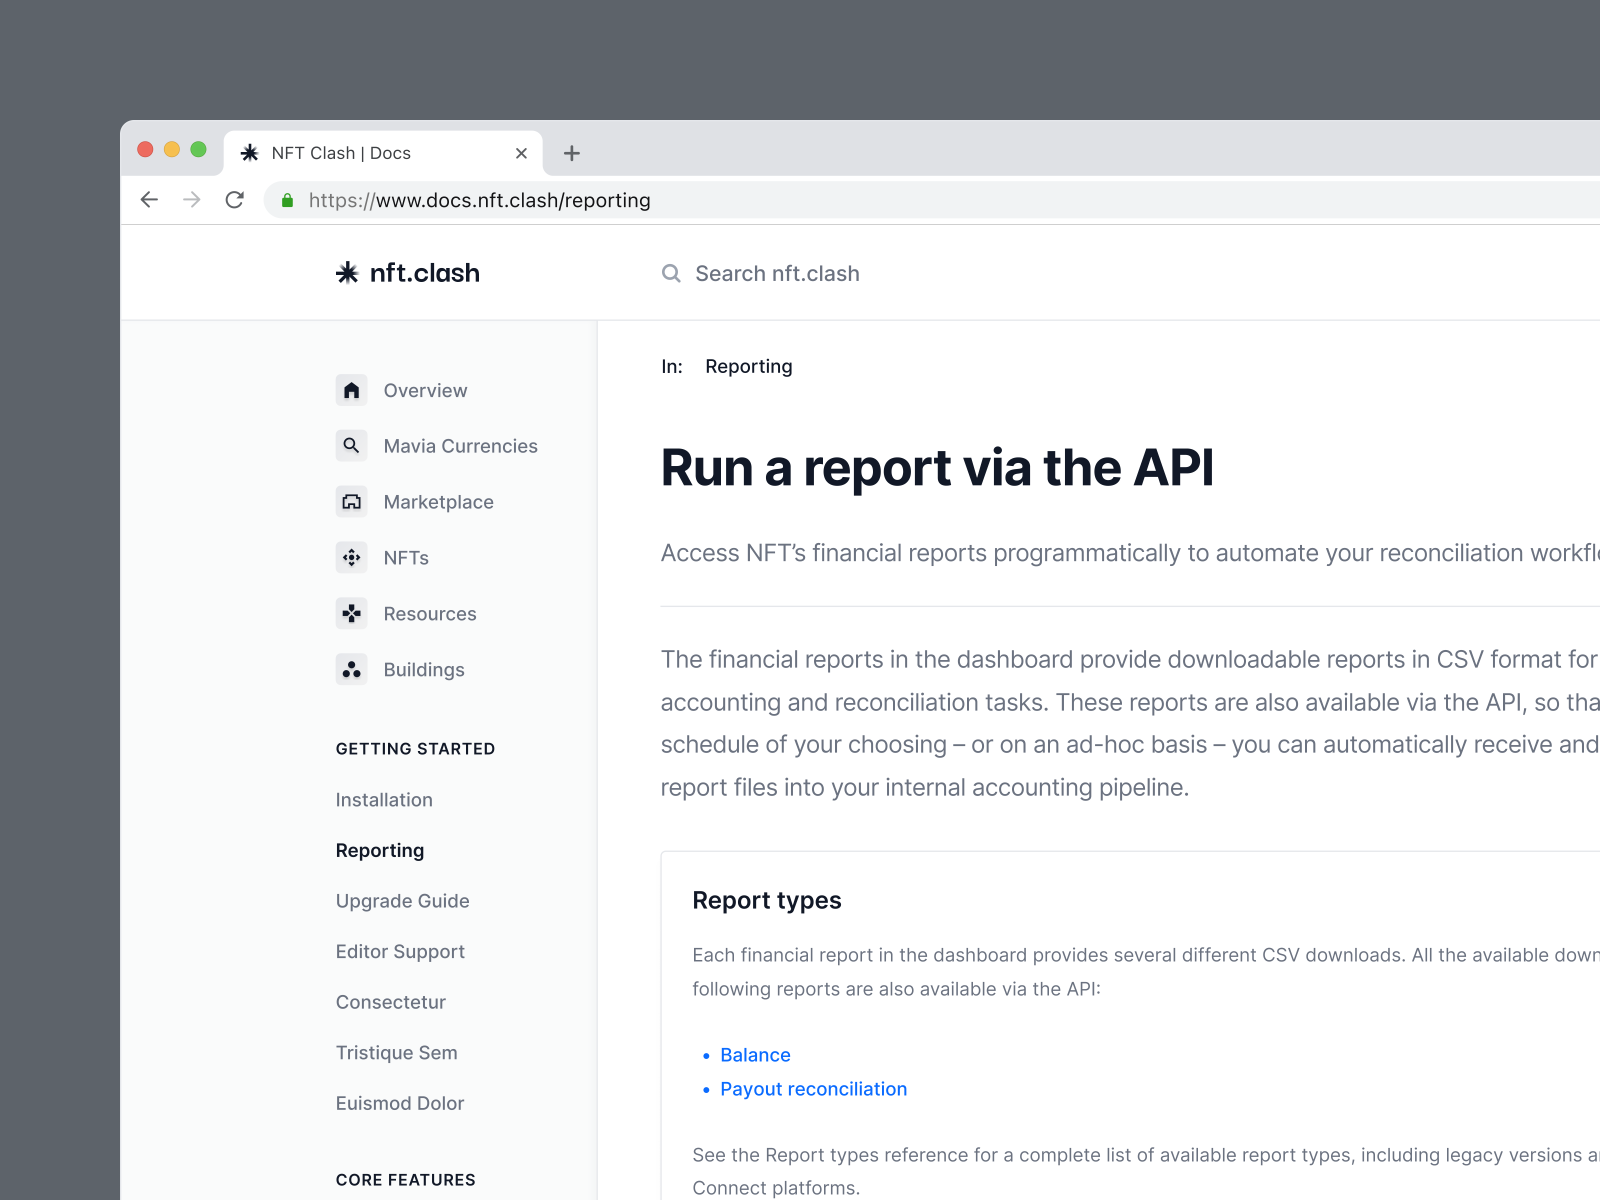 NFT Clash | Docs
https://www.docs.nft.clash/reporting
nft.clash
Search nft.clash
Overview
Mavia Currencies
Marketplace
NFTs
Resources
Buildings
GETTING STARTED
Installation
Reporting
Upgrade Guide
Editor Support
Consectetur
Tristique Sem
Euismod Dolor
CORE FEATURES
In: Reporting
Run a report via the API
Access NFT’s financial reports programmatically to automate your reconciliation
The financial reports in the dashboard provide downloadable reports in CSV format for
accounting and reconciliation tasks. These reports are also available via the API, so
schedule of your choosing – or on an ad-hoc basis – you can automatically receive and
report files into your internal accounting pipeline.
Report types
Each financial report in the dashboard provides several different CSV downloads. All the available
following reports are also available via the API:
• Balance
• Payout reconciliation
See the Report types reference for a complete list of available report types, including legacy versions
Connect platforms.